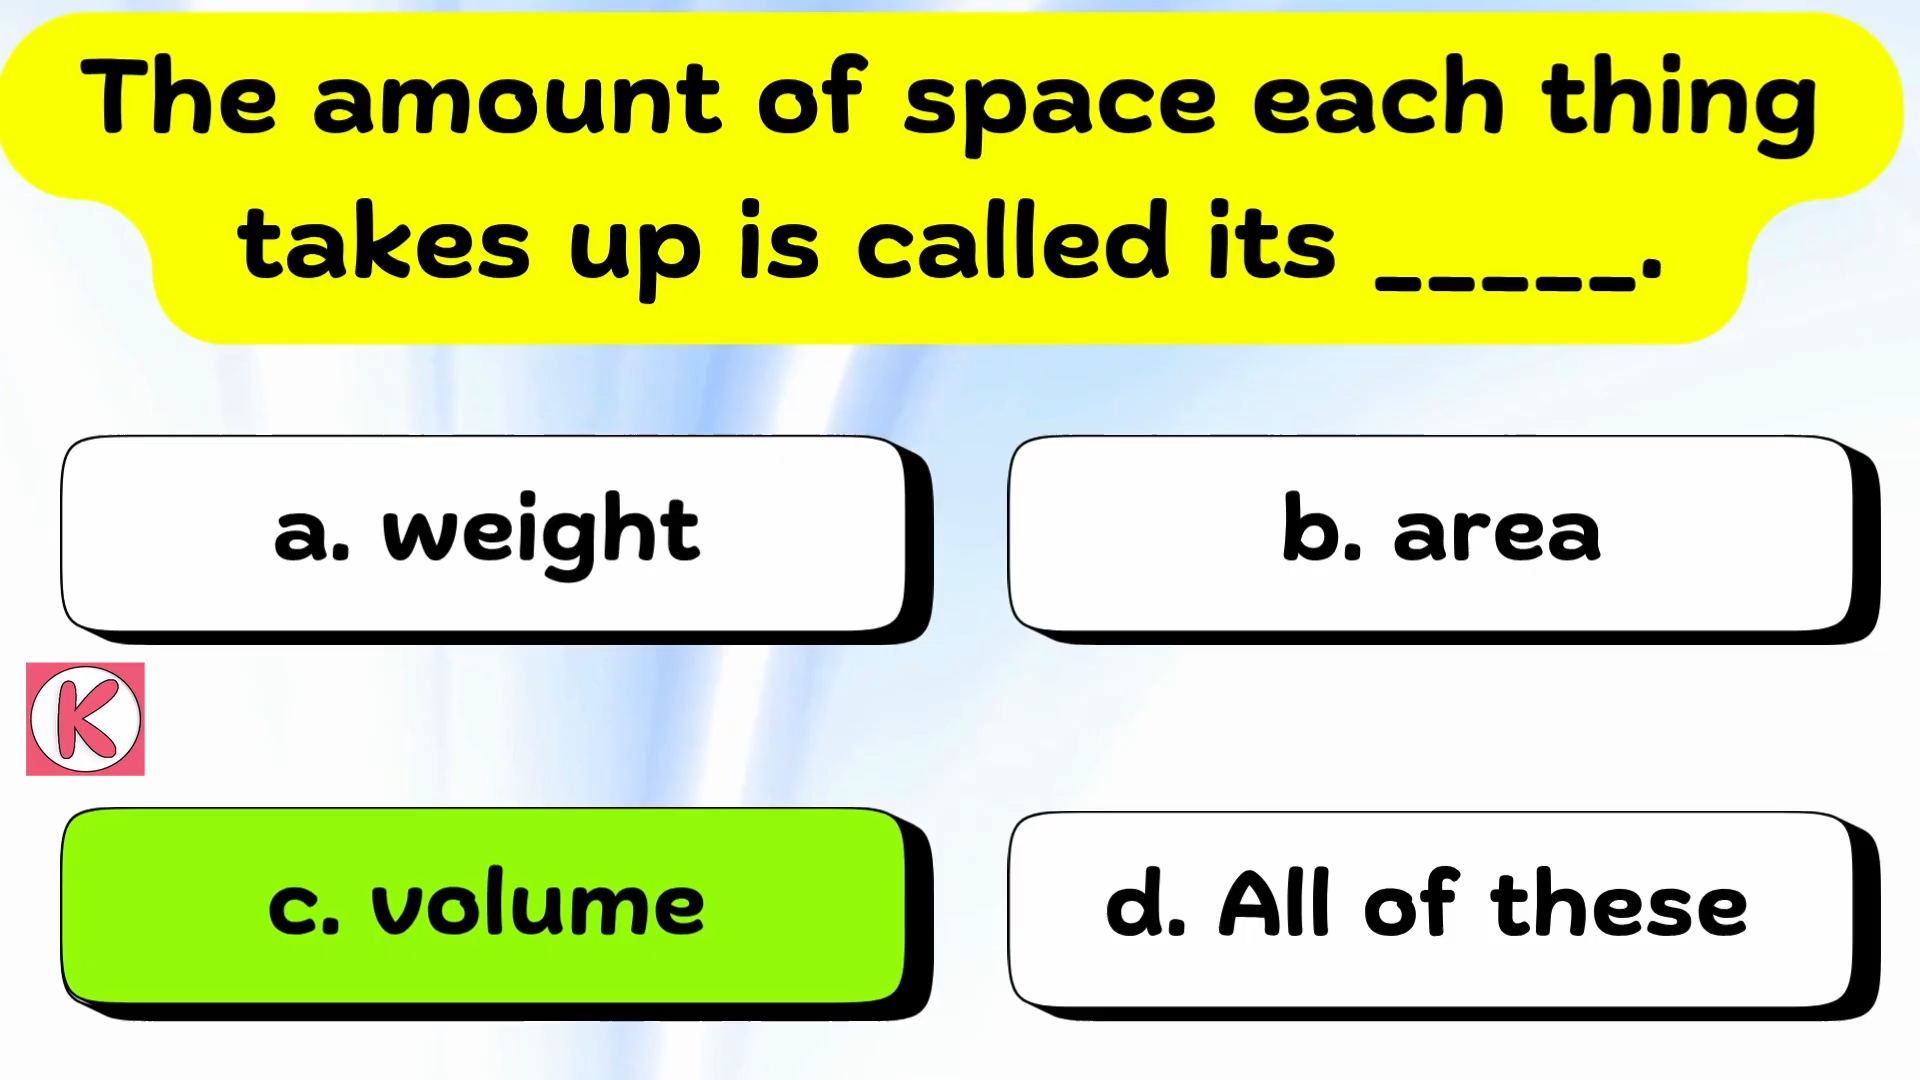 The amount of space each thing
takes up is called its _____.
a. weight
b. area
K
c. volume
d. All of these